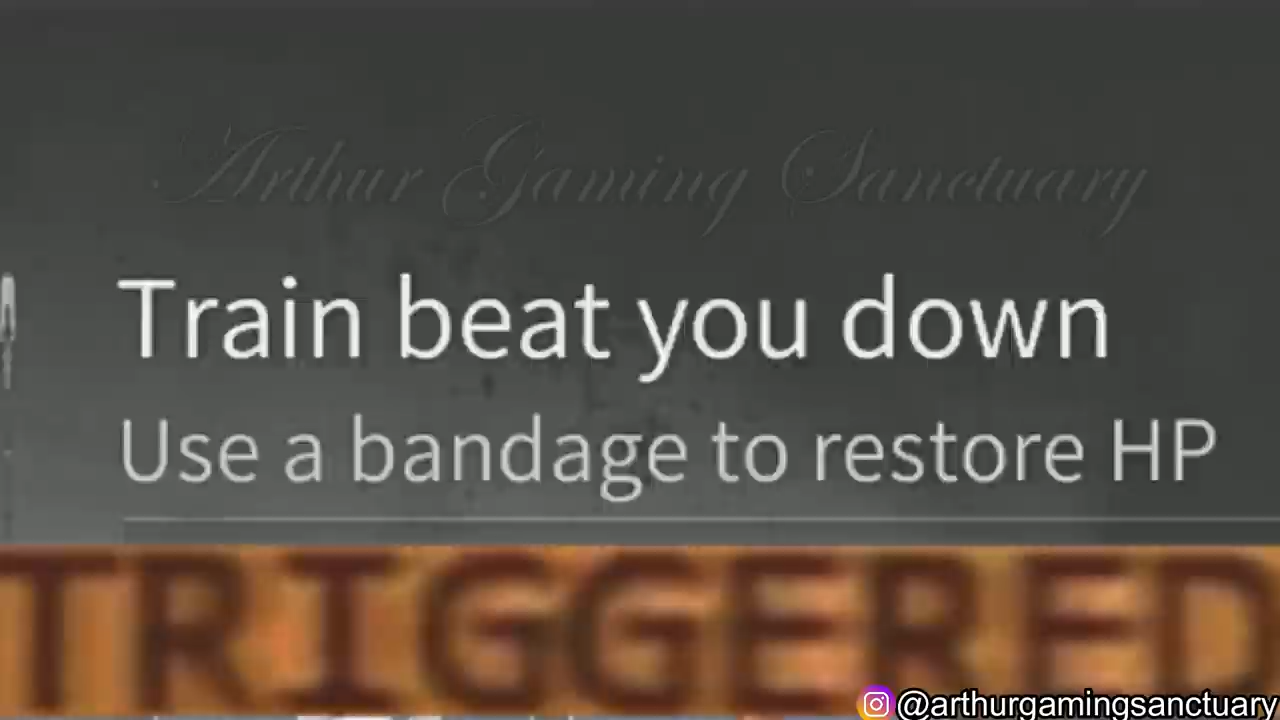 Arthur Gaming Sanctuary
Train beat you down
Use a bandage to restore HP
TRIGGERED
@arthurgamingsanctuary